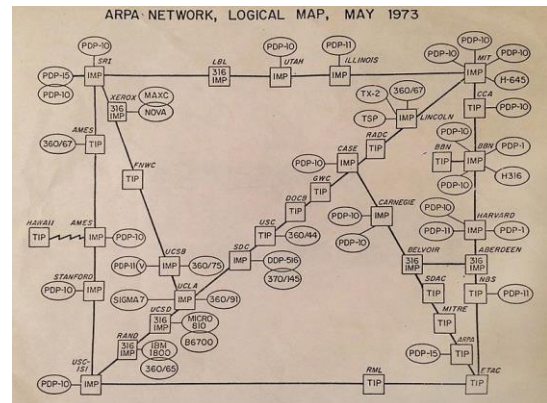 ARPA NETWORK, LOGICAL MAP, MAY 1973
PDP-10
SRI
IMP
PDP-15
PDP-10
LBL
316
IMP
PDP-10
UTAH
IMP
PDP-11
ILLINOIS
IMP
PDP-10
PDP-10
MIT
IMP
PDP-10
H-645
XEROX
316
IMP
MAXC
NOVA
TX-2
360/67
TSP
IMP
LINCOLN
CCA
TIP
PDP-10
AMES
360/67
TIP
RADC
TIP
CASE
PDP-10
IMP
PDP-10
BBN
TIP
BBN
IMP
PDP-1
PDP-10
H316
FNWC
TIP
GWC
TIP
DOCB
TIP
HAWAII
TIP
AMES
IMP
PDP-10
USC
TIP
360/44
PDP-10
CARNEGIE
IMP
PDP-10
PDP-10
HARVARD
PDP-11
IMP
PDP-1
UCSB
PDP-11
IMP
360/75
SDC
IMP
DDP-516
370/145
BELVOIR
316
IMP
ABERDEEN
316
IMP
STANFORD
PDP-10
IMP
UCLA
SIGMA7
IMP
360/91
SDAC
TIP
NBS
TIP
PDP-11
UCSD
316
IMP
MICRO
810
B6700
MITRE
TIP
RAND
316
IMP
IBM
1800
360/65
ARPA
PDP-15
TIP
USC-
ISI
PDP-10
IMP
RML
TIP
ETAC
TIP